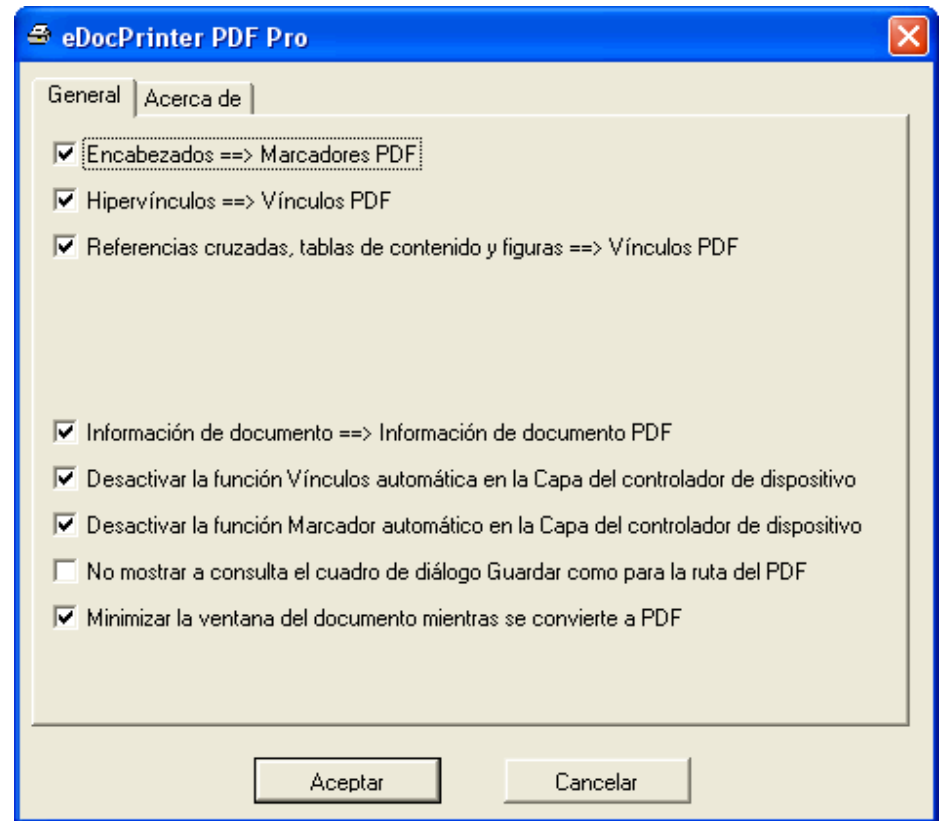 eDocPrinter PDF Pro
General
Acerca de
Encabezados ==> Marcadores PDF
Hipervínculos ==> Vínculos PDF
Referencias cruzadas, tablas de contenido y figuras ==> Vínculos PDF
Información de documento ==> Información de documento PDF
Desactivar la función Vínculos automática en la Capa del controlador de dispositivo
Desactivar la función Marcador automático en la Capa del controlador de dispositivo
No mostrar a consulta el cuadro de diálogo Guardar como para la ruta del PDF
Minimizar la ventana del documento mientras se convierte a PDF
Aceptar
Cancelar